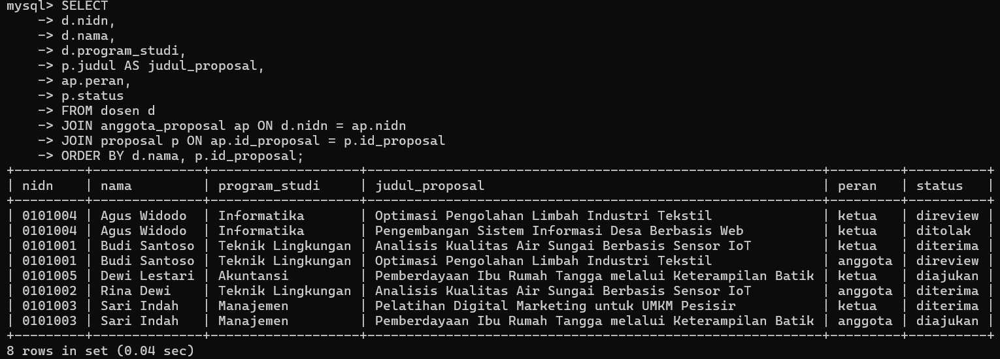 mysql> SELECT
    -> d.nidn,
    -> d.nama,
    -> d.program_studi,
    -> p.judul AS judul_proposal,
    -> ap.peran,
    -> p.status
    -> FROM dosen d
    -> JOIN anggota_proposal ap ON d.nidn = ap.nidn
    -> JOIN proposal p ON ap.id_proposal = p.id_proposal
    -> ORDER BY d.nama, p.id_proposal;
+---------+--------------+-------------------+----------------------------------------------------------+---------+----------+
| nidn    | nama         | program_studi     | judul_proposal                                           | peran   | status   |
+---------+--------------+-------------------+----------------------------------------------------------+---------+----------+
| 0101004 | Agus Widodo  | Informatika       | Optimasi Pengolahan Limbah Industri Tekstil              | ketua   | direview |
| 0101004 | Agus Widodo  | Informatika       | Pengembangan Sistem Informasi Desa Berbasis Web          | ketua   | ditolak  |
| 0101001 | Budi Santoso | Teknik Lingkungan | Analisis Kualitas Air Sungai Berbasis Sensor IoT         | ketua   | diterima |
| 0101001 | Budi Santoso | Teknik Lingkungan | Optimasi Pengolahan Limbah Industri Tekstil              | anggota | direview |
| 0101005 | Dewi Lestari | Akuntansi         | Pemberdayaan Ibu Rumah Tangga melalui Keterampilan Batik | ketua   | diajukan |
| 0101002 | Rina Dewi    | Teknik Lingkungan | Analisis Kualitas Air Sungai Berbasis Sensor IoT         | anggota | diterima |
| 0101003 | Sari Indah   | Manajemen         | Pelatihan Digital Marketing untuk UMKM Pesisir           | ketua   | diterima |
| 0101003 | Sari Indah   | Manajemen         | Pemberdayaan Ibu Rumah Tangga melalui Keterampilan Batik | anggota | diajukan |
+---------+--------------+-------------------+----------------------------------------------------------+---------+----------+
8 rows in set (0.04 sec)